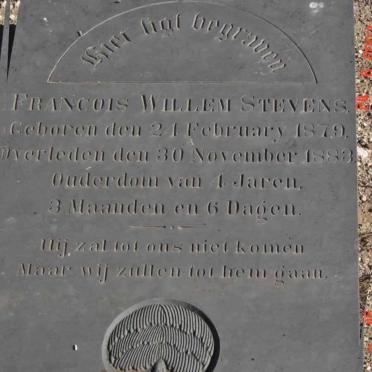 Hier ligt begraven
FRANCOIS WILLEM STEVENS.
Geboren den 24 February 1879.
Overleden den 30 November 1883
Ouderdom van 4 Jaren,
3 Maanden en 6 Dagen.
Hij zal tot ons niet komen
Maar wij zullen tot hem gaan.